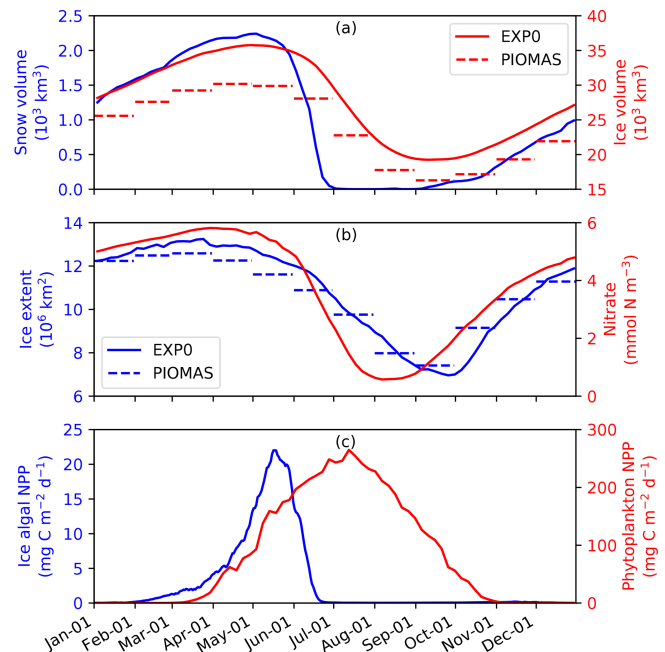 (a)
Snow volume
(10³ km³)
2.5
2.0
1.5
1.0
0.5
0.0
EXP0
PIOMAS
40
35
30
25
20
15
Ice volume
(10³ km³)
(b)
Ice extent
(10⁶ km2)
14
12
10
8
6
EXP0
PIOMAS
6
4
2
0
Nitrate
(mmol N m⁻³)
(c)
Ice algal NPP
(mg C m⁻² d⁻¹)
25
20
15
10
5
0
300
200
100
0
Phytoplankton NPP
(mg C m⁻² d⁻¹)
Jan-01
Feb-01
Mar-01
Apr-01
May-01
Jun-01
Jul-01
Aug-01
Sep-01
Oct-01
Nov-01
Dec-01